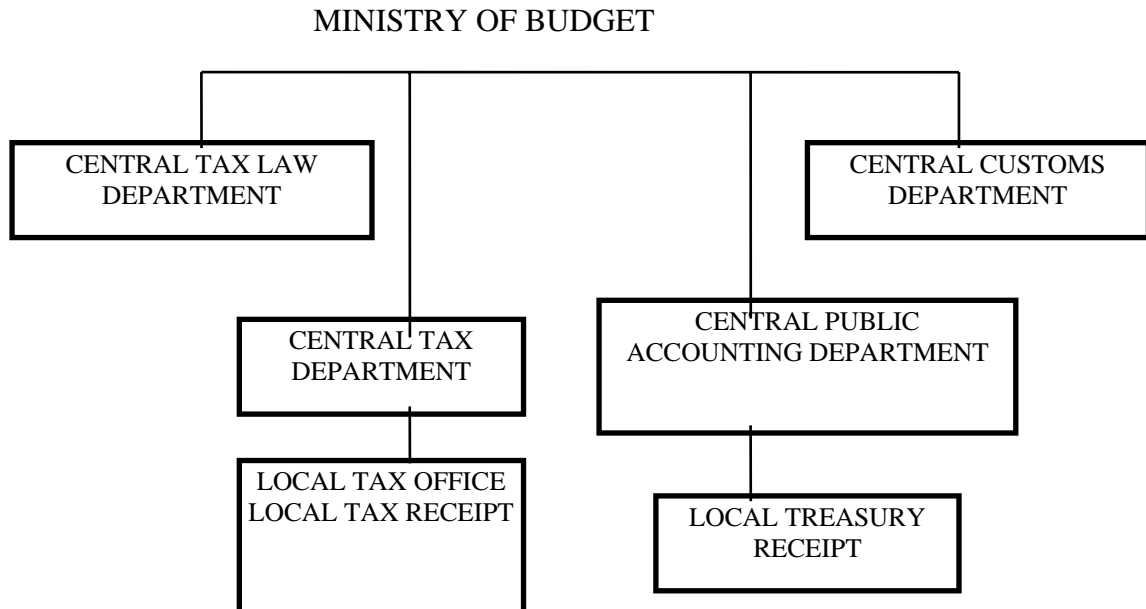 MINISTRY OF BUDGET
CENTRAL TAX LAW
DEPARTMENT
CENTRAL CUSTOMS
DEPARTMENT
CENTRAL TAX
DEPARTMENT
CENTRAL PUBLIC
ACCOUNTING DEPARTMENT
LOCAL TAX OFFICE
LOCAL TAX RECEIPT
LOCAL TREASURY
RECEIPT